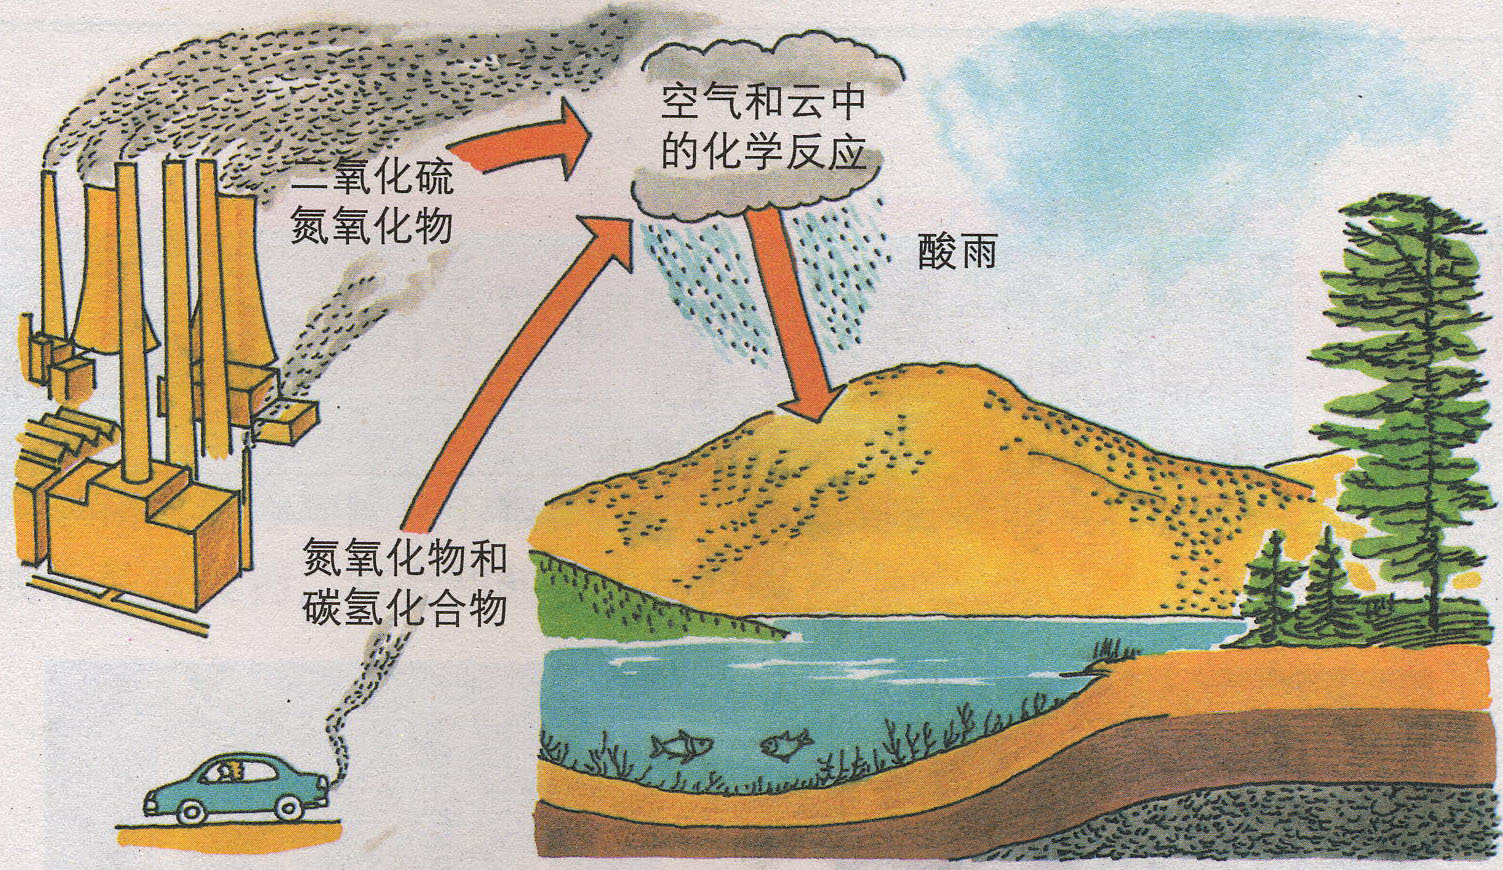 空气和云中
的化学反应
二氧化硫
氮氧化物
酸雨
氮氧化物和
碳氢化合物